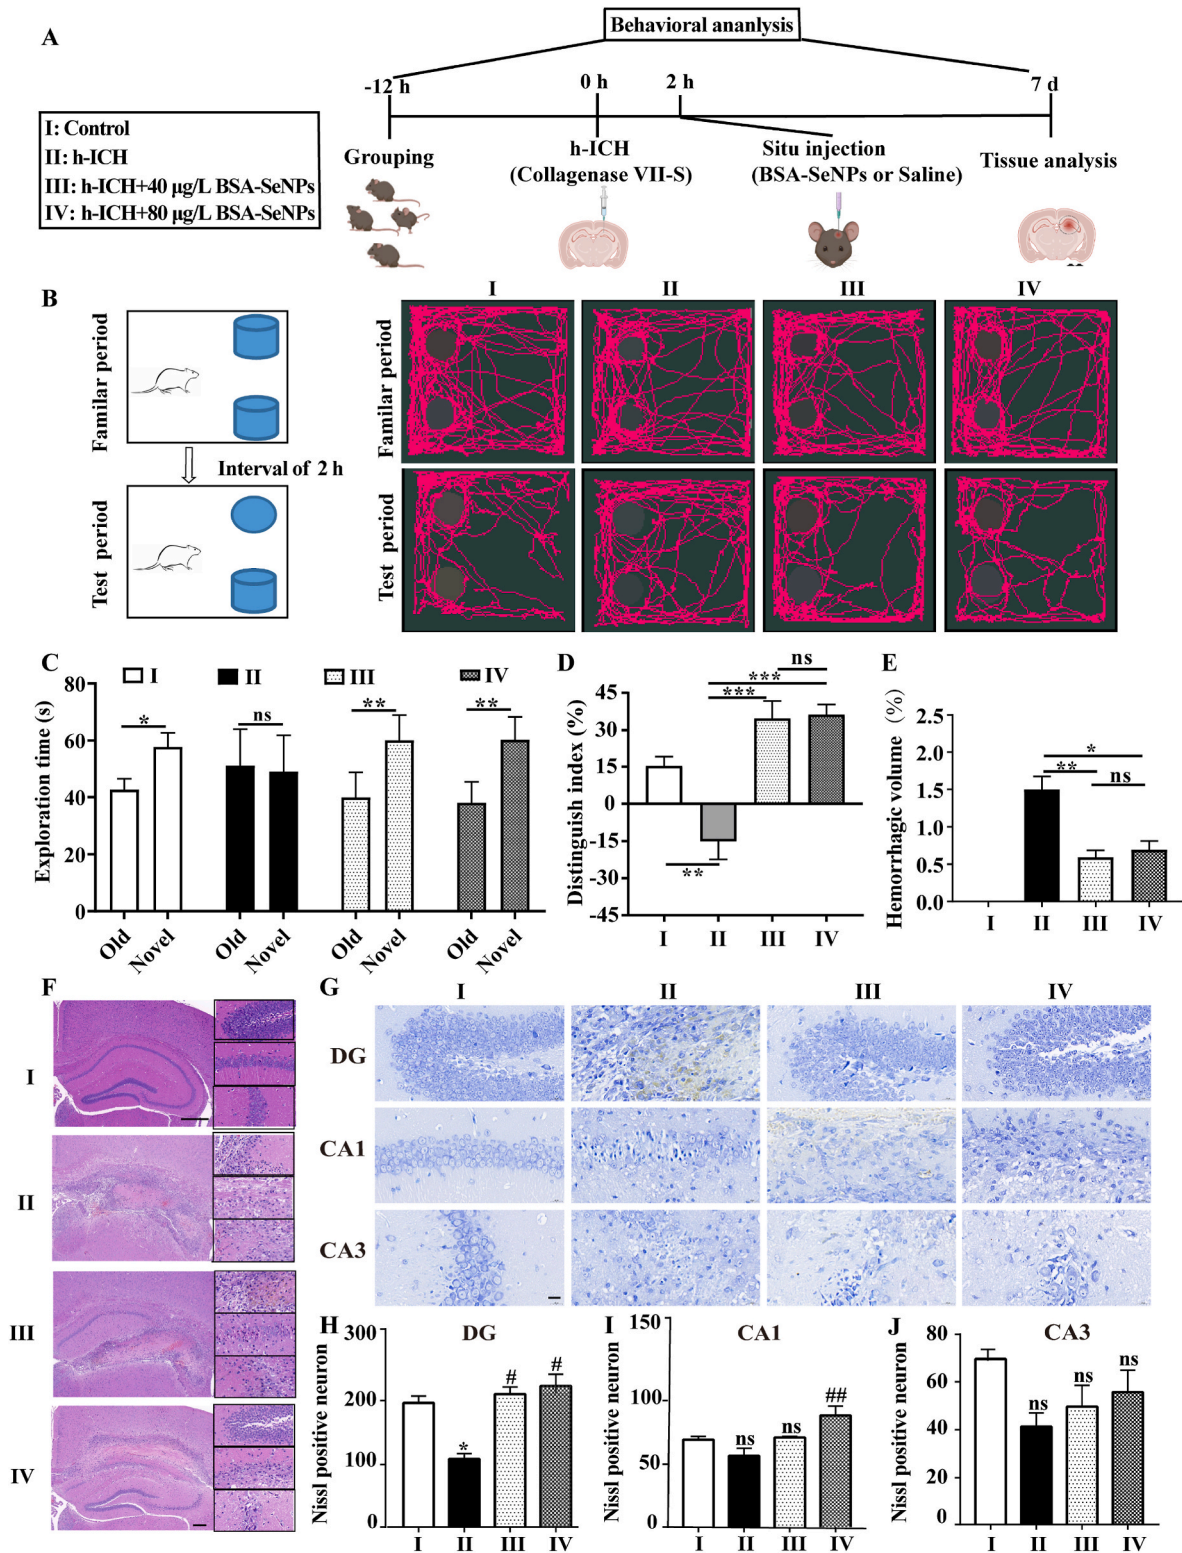 A
Behavioral ananlysis
-12 h
0 h
2 h
7 d
I: Control
II: h-ICH
III: h-ICH+40 μg/L BSA-SeNPs
IV: h-ICH+80 μg/L BSA-SeNPs
Grouping
h-ICH
(Collagenase VII-S)
Situ injection
(BSA-SeNPs or Saline)
Tissue analysis
B
I
II
III
IV
Familar period
Interval of 2 h
Test period
Familar period
Test period
C
I
II
III
IV
Exploration time (s)
80
60
40
20
0
*
ns
**
**
Old
Novel
Old
Novel
Old
Novel
Old
Novel
D
Distinguish index (%)
45
30
15
0
-15
-30
-45
ns
***
***
**
I
II
III
IV
E
Hemorrhagic volume (%)
2.5
2.0
1.5
1.0
0.5
0.0
*
**
ns
I
II
III
IV
F
I
II
III
IV
G
I
II
III
IV
DG
CA1
CA3
H
DG
Nissl positive neuron
300
200
100
0
*
#
#
I
II
III
IV
I
CA1
Nissl positive neuron
150
100
50
0
ns
ns
##
I
II
III
IV
J
CA3
Nissl positive neuron
80
60
40
20
0
ns
ns
ns
I
II
III
IV